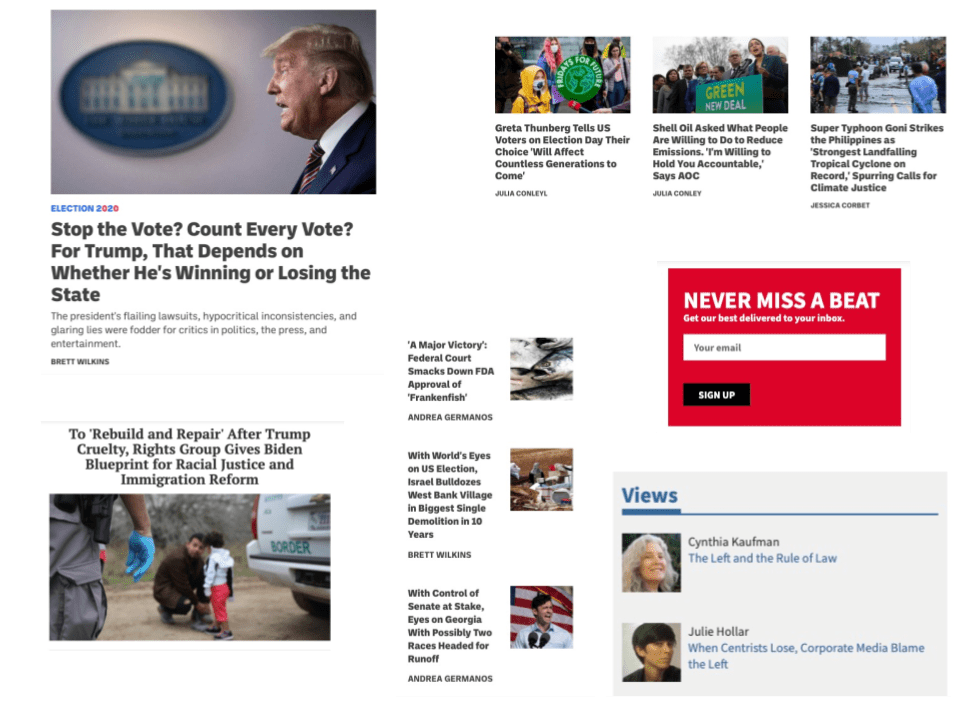 ELECTION 2020
Stop the Vote? Count Every Vote?
For Trump, That Depends on
Whether He's Winning or Losing the
State
The president's flailing lawsuits, hypocritical inconsistencies, and
glaring lies were fodder for critics in politics, the press, and
entertainment.
BRETT WILKINS
To 'Rebuild and Repair' After Trump
Cruelty, Rights Group Gives Biden
Blueprint for Racial Justice and
Immigration Reform
BORDER
FRIDAYS FOR FUTURE
Greta Thunberg Tells US
Voters on Election Day Their
Choice 'Will Affect
Countless Generations to
Come'
JULIA CONLEYL
GREEN
NEW DEAL
Shell Oil Asked What People
Are Willing to Do to Reduce
Emissions. 'I'm Willing to
Hold You Accountable,'
Says AOC
JULIA CONLEY
Super Typhoon Goni Strikes
the Philippines as
'Strongest Landfalling
Tropical Cyclone on
Record,' Spurring Calls for
Climate Justice
JESSICA CORBET
'A Major Victory':
Federal Court
Smacks Down FDA
Approval of
'Frankenfish'
ANDREA GERMANOS
With World's Eyes
on US Election,
Israel Bulldozes
West Bank Village
in Biggest Single
Demolition in 10
Years
BRETT WILKINS
With Control of
Senate at Stake,
Eyes on Georgia
With Possibly Two
Races Headed for
Runoff
ANDREA GERMANOS
NEVER MISS A BEAT
Get our best delivered to your inbox.
Your email
SIGN UP
Views
Cynthia Kaufman
The Left and the Rule of Law
Julie Hollar
When Centrists Lose, Corporate Media Blame
the Left